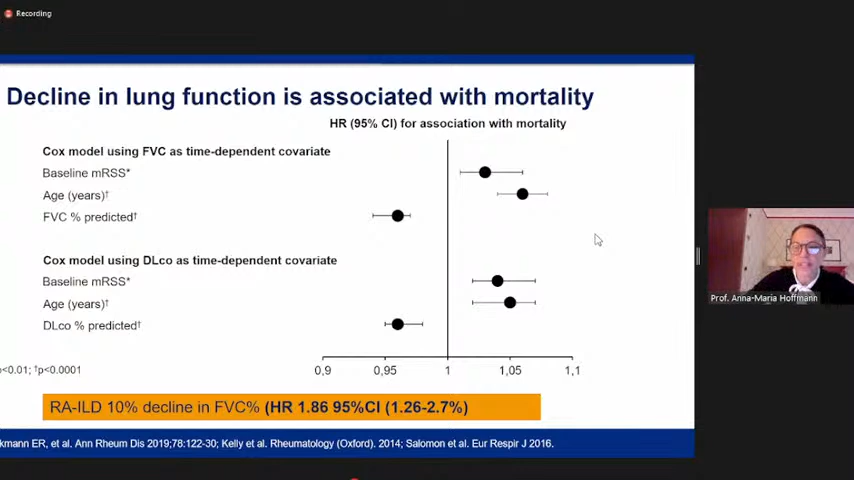 Recording
Decline in lung function is associated with mortality
HR (95% CI) for association with mortality
Cox model using FVC as time-dependent covariate
Baseline mRSS*
Age (years)†
FVC % predicted†
Cox model using DLco as time-dependent covariate
Baseline mRSS*
Age (years)†
DLco % predicted†
0,9 0,95 1 1,05 1,1
<0.01; †p<0.0001
RA-ILD 10% decline in FVC% (HR 1.86 95%CI (1.26-2.7%)
ER, et al. Ann Rheum Dis 2019;78:122-30; Kelly et al. Rheumatology (Oxford). 2014; Salomon et al. Eur Respir J 2016.
Prof. Anna-Maria Hoffmann